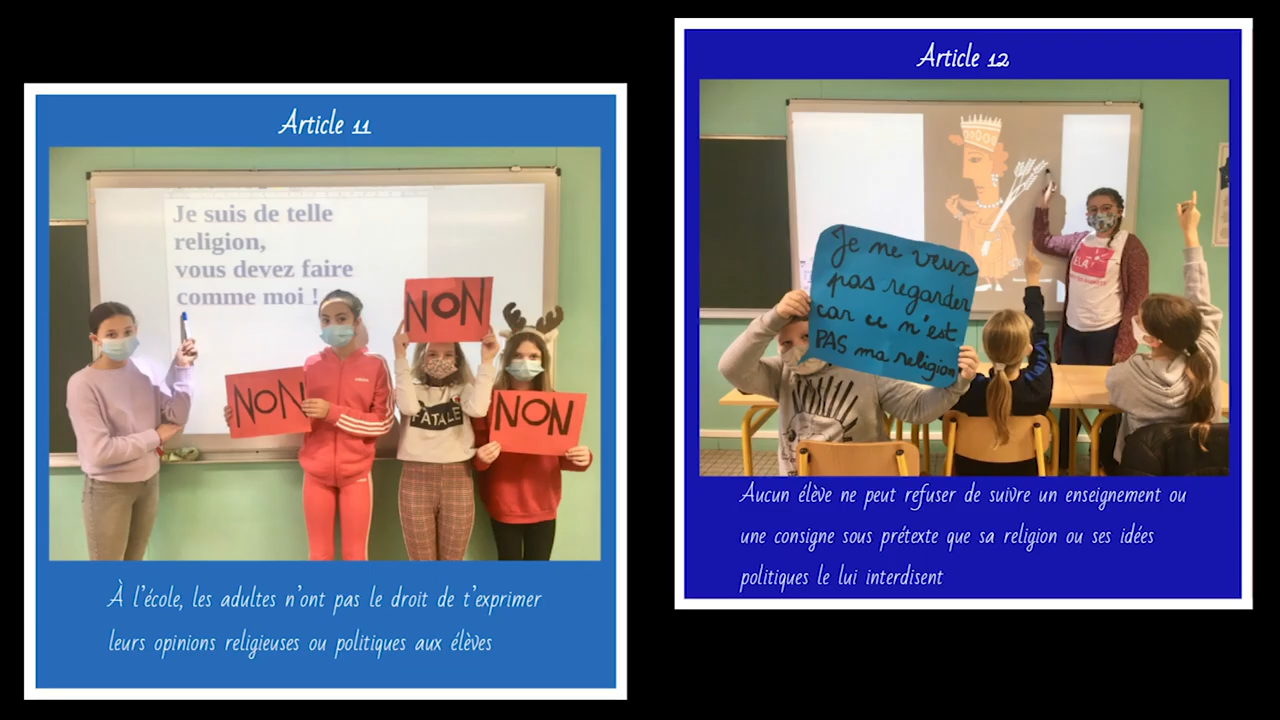 Article 11
Je suis de telle
religion,
vous devez faire
comme moi !
NON
NON
NON
FATALE
À l'école, les adultes n'ont pas le droit de t'exprimer
leurs opinions religieuses ou politiques aux élèves
Article 12
Je ne veux
pas regarder
car ce n'est
PAS ma religion
ELA
Aucun élève ne peut refuser de suivre un enseignement ou
une consigne sous prétexte que sa religion ou ses idées
politiques le lui interdisent